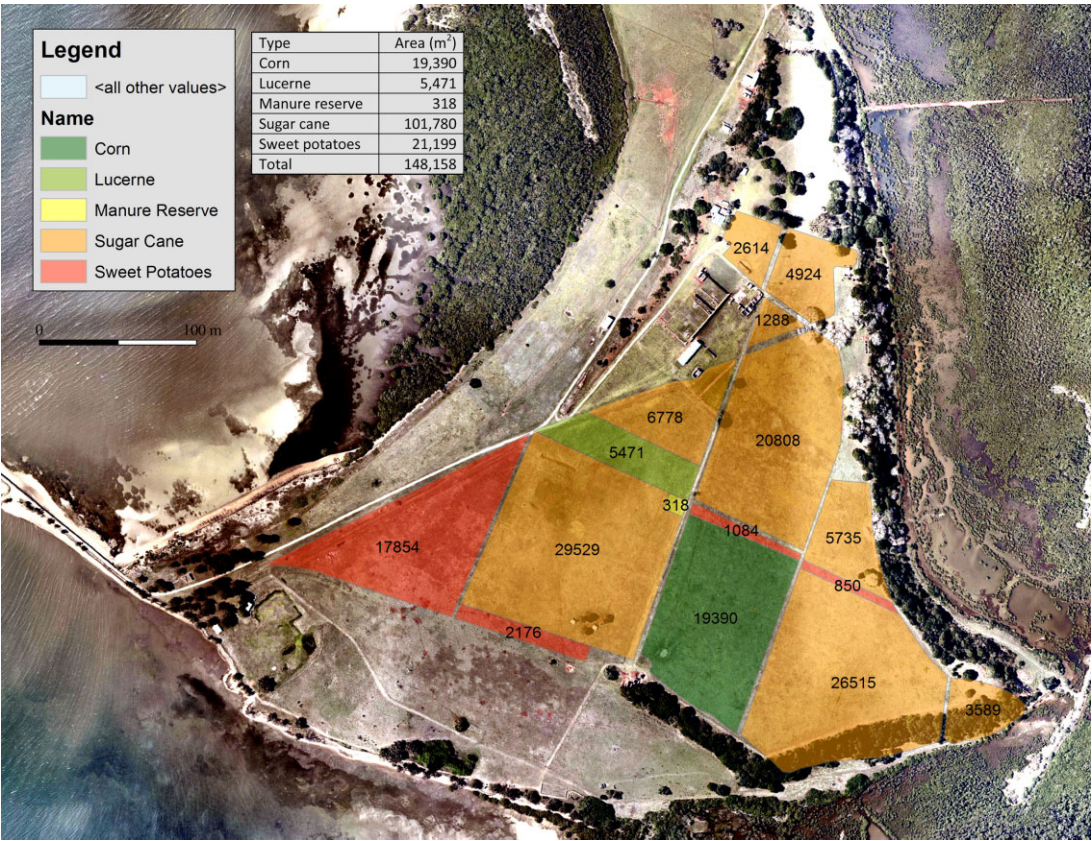 Legend
<all other values>
Name
Corn
Lucerne
Manure Reserve
Sugar Cane
Sweet Potatoes
0 100 m
Type Area (m²)
Corn 19,390
Lucerne 5,471
Manure reserve 318
Sugar cane 101,780
Sweet potatoes 21,199
Total 148,158
2614
4924
1288
6778
20808
5471
318
1084
5735
17854
29529
850
19390
2176
26515
3589